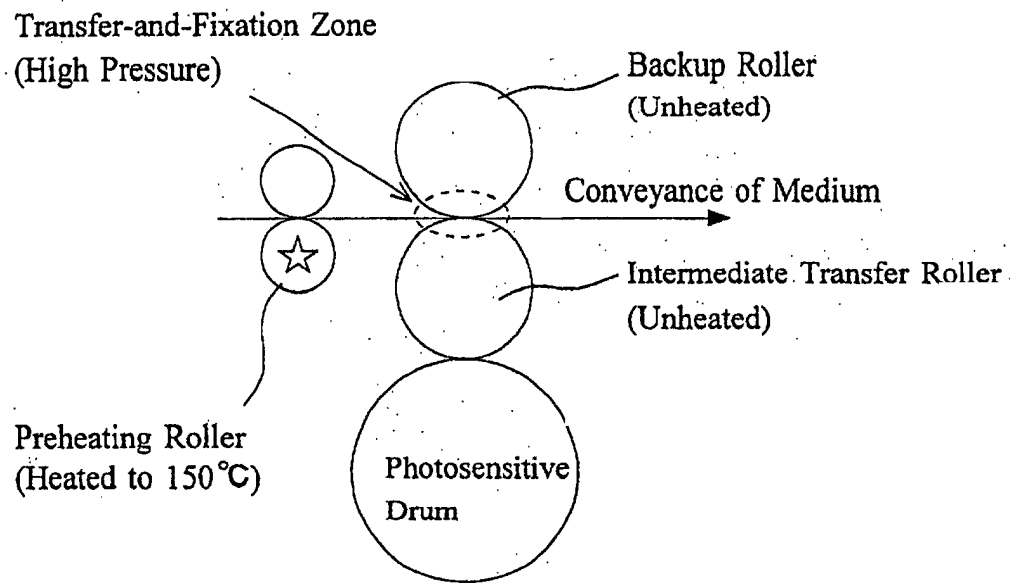 Transfer-and-Fixation Zone
(High Pressure)
Backup Roller
(Unheated)
Conveyance of Medium
Intermediate Transfer Roller
(Unheated)
Preheating Roller
(Heated to 150°C)
Photosensitive
Drum